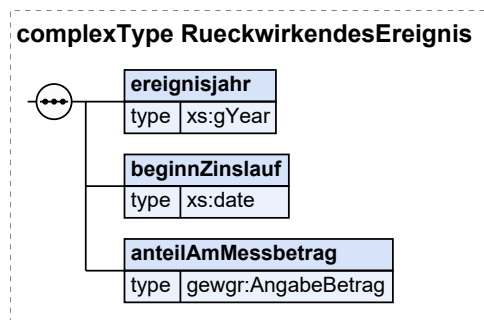 complexType RueckwirkendesEreignis
ereignisjahr
type xs:gYear
beginnZinslauf
type xs:date
anteilAmMessbetrag
type gewgr:AngabeBetrag